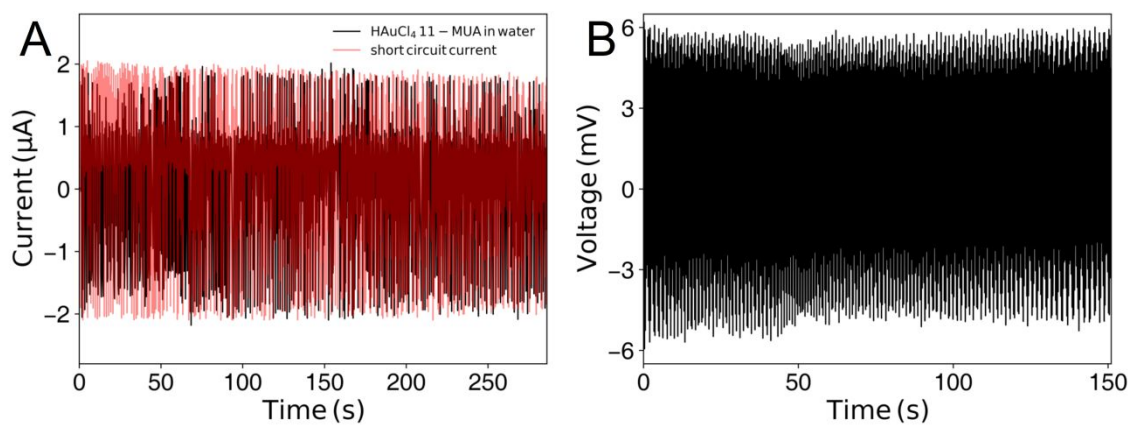 A
HAuCl₄ 11 − MUA in water
short circuit current
Current (μA)
2
1
0
−1
−2
0 50 100 150 200 250
Time (s)
B
Voltage (mV)
6
3
0
−3
−6
0 50 100 150
Time (s)